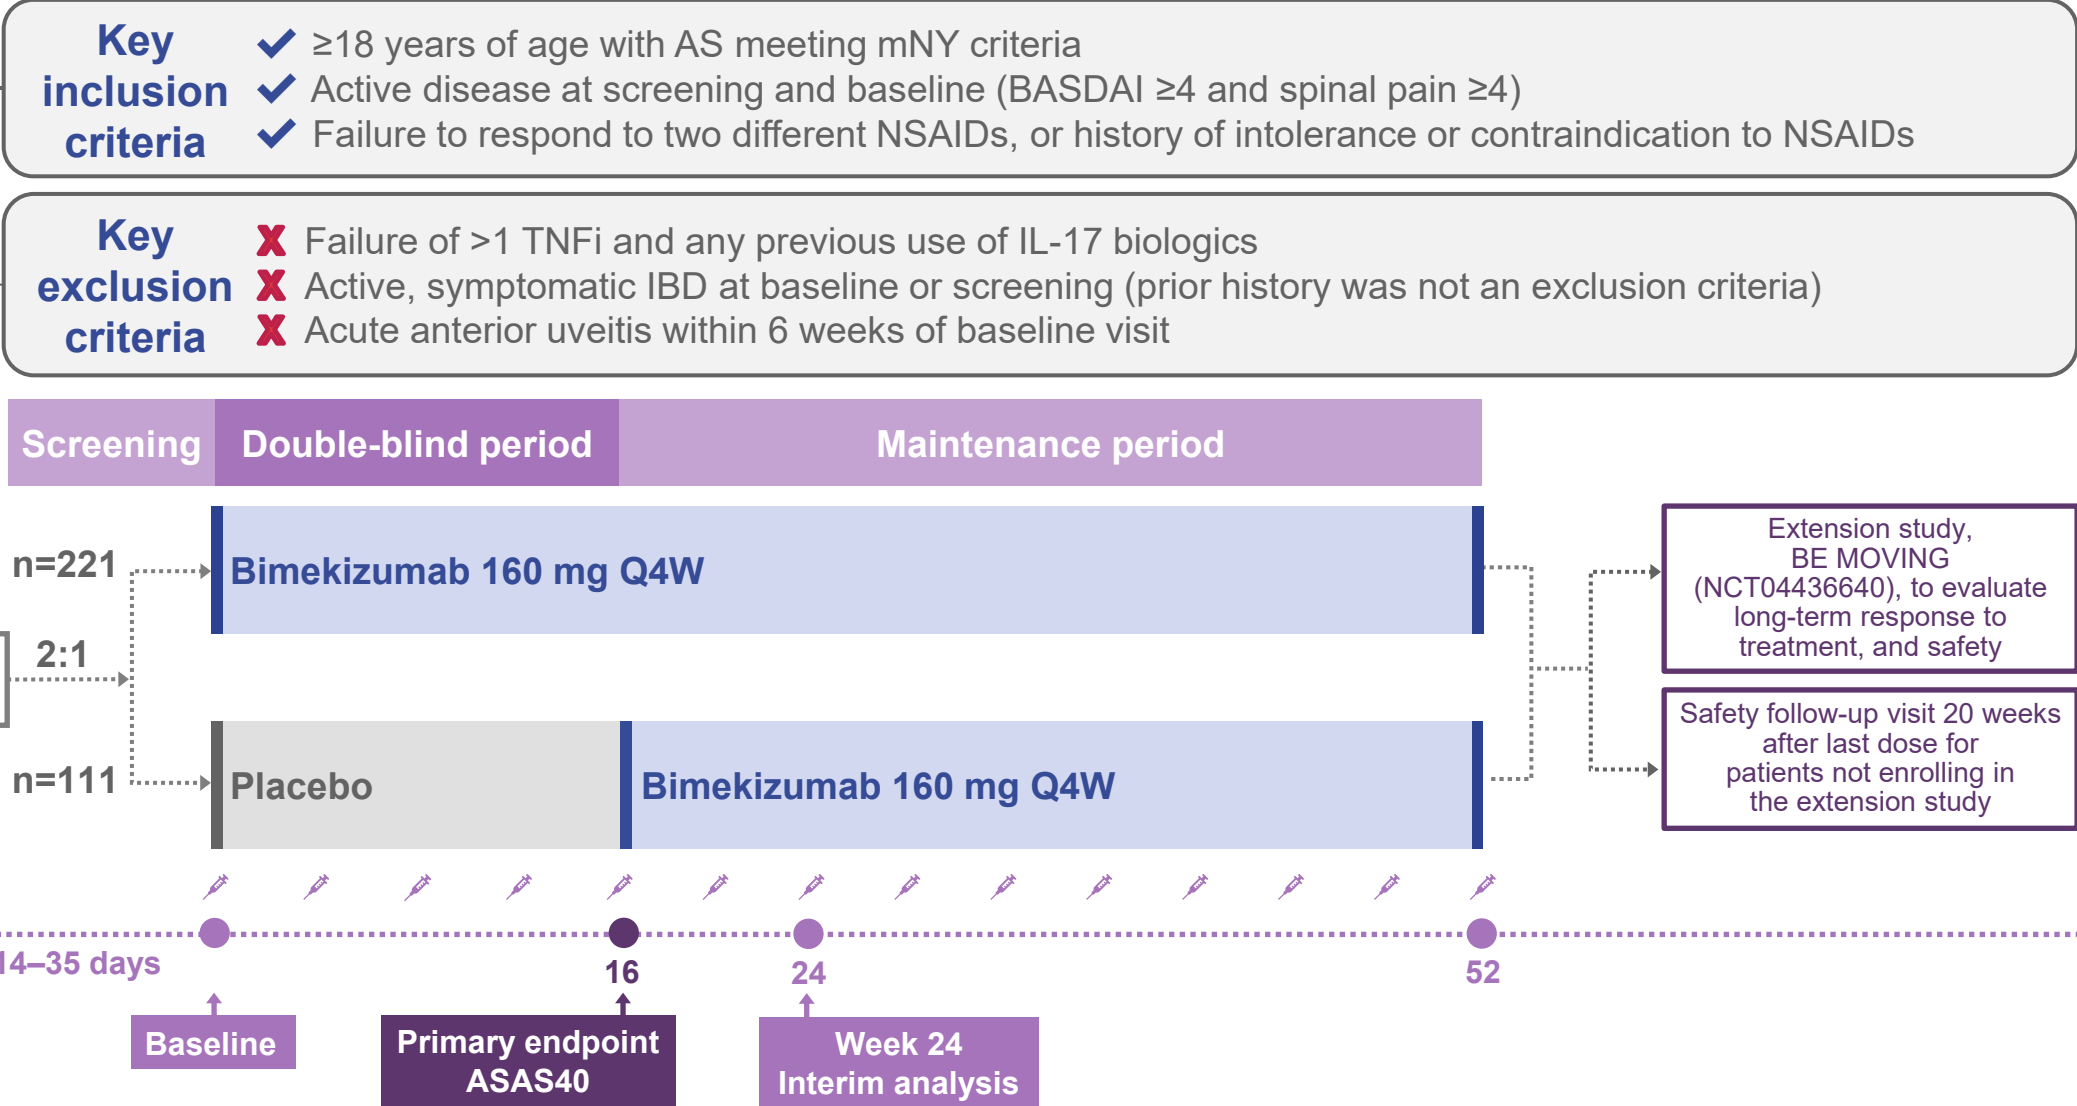 Key
inclusion
criteria
≥18 years of age with AS meeting mNY criteria
Active disease at screening and baseline (BASDAI ≥4 and spinal pain ≥4)
Failure to respond to two different NSAIDs, or history of intolerance or contraindication to NSAIDs
Key
exclusion
criteria
Failure of >1 TNFi and any previous use of IL-17 biologics
Active, symptomatic IBD at baseline or screening (prior history was not an exclusion criteria)
Acute anterior uveitis within 6 weeks of baseline visit
Screening
Double-blind period
Maintenance period
n=221
Bimekizumab 160 mg Q4W
2:1
n=111
Placebo
Bimekizumab 160 mg Q4W
Extension study,
BE MOVING
(NCT04436640), to evaluate
long-term response to
treatment, and safety
Safety follow-up visit 20 weeks
after last dose for
patients not enrolling in
the extension study
14–35 days
16
24
52
Baseline
Primary endpoint
ASAS40
Week 24
Interim analysis